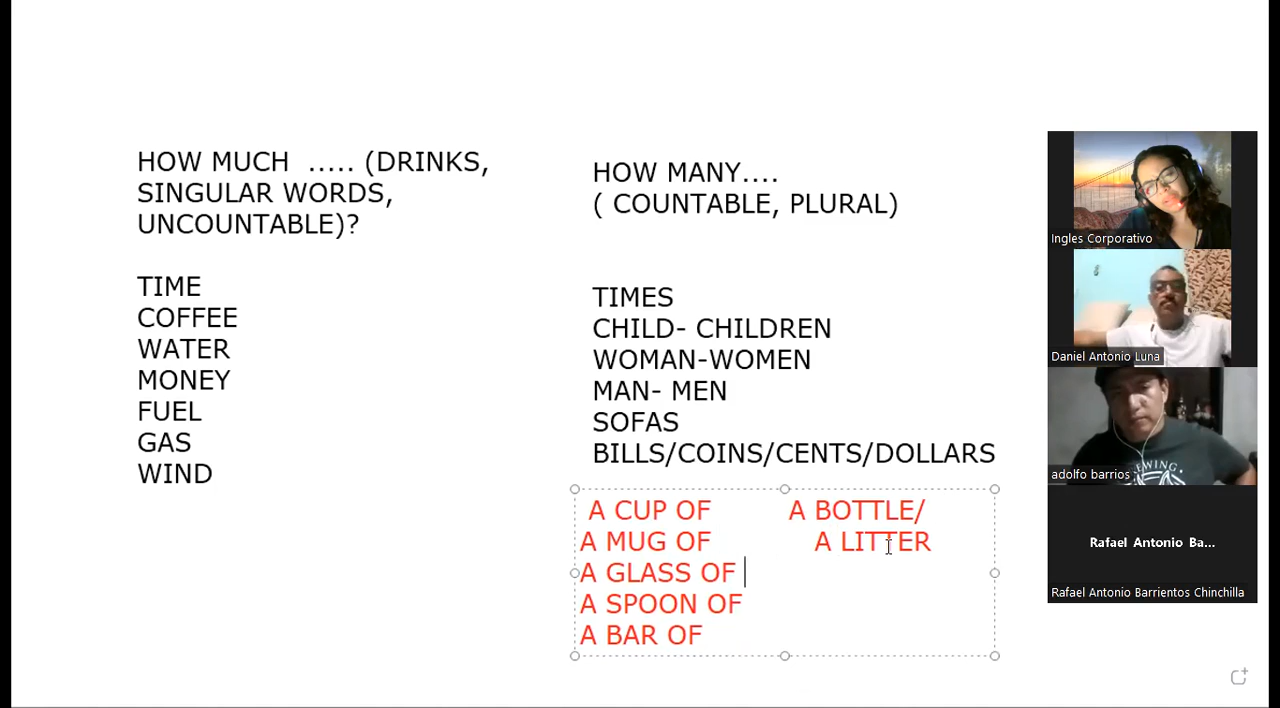 HOW MUCH ..... (DRINKS,
SINGULAR WORDS,
UNCOUNTABLE)?
TIME
COFFEE
WATER
MONEY
FUEL
GAS
WIND
HOW MANY....
( COUNTABLE, PLURAL)
TIMES
CHILD- CHILDREN
WOMAN-WOMEN
MAN- MEN
SOFAS
BILLS/COINS/CENTS/DOLLARS
A CUP OF A BOTTLE/
A MUG OF A LITTER
A GLASS OF
A SPOON OF
A BAR OF
Ingles Corporativo
Daniel Antonio Luna
EWING
adolfo barrios
Rafael Antonio Ba...
Rafael Antonio Barrientos Chinchilla